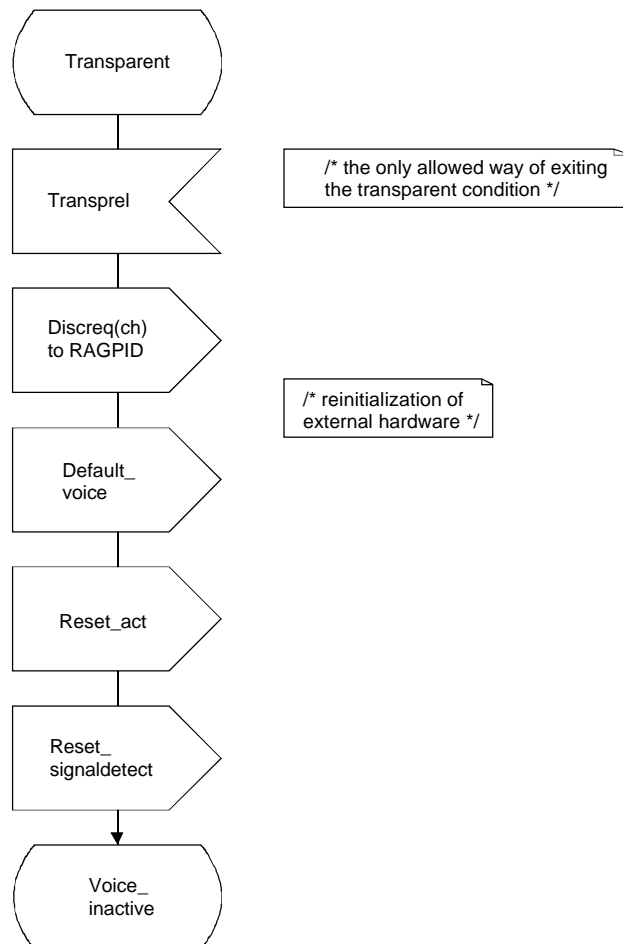 Transparent
Transprel
/* the only allowed way of exiting
the transparent condition */
Discreq(ch)
to RAGPID
/* reinitialization of
external hardware */
Default_
voice
Reset_act
Reset_
signaldetect
Voice_
inactive